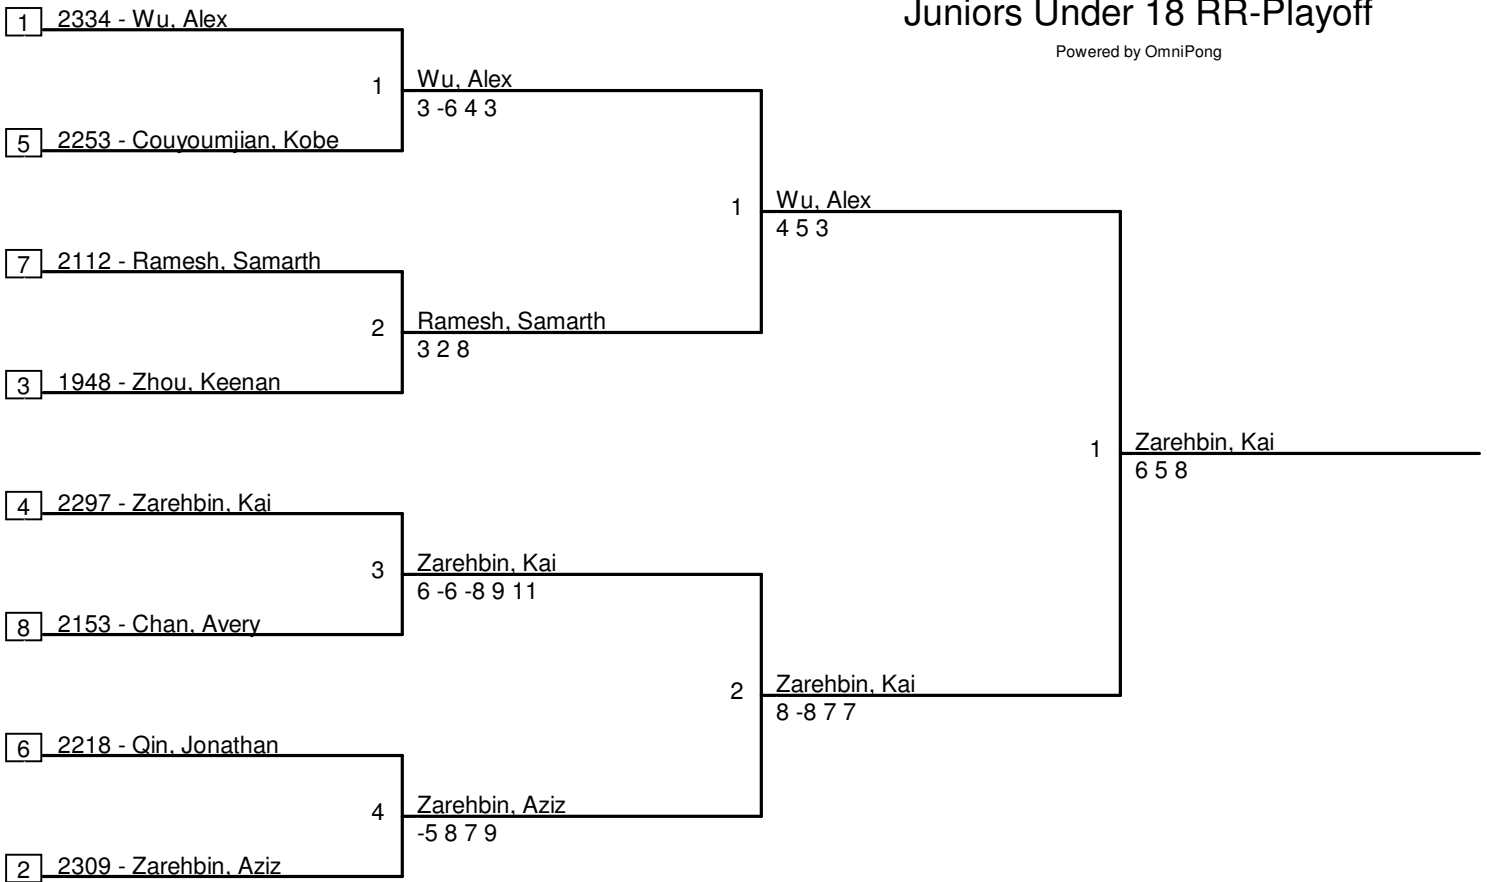 Juniors Under 18 RR-Playoff
Powered by OmniPong
1 2334 - Wu, Alex
1 Wu, Alex
3 -6 4 3
5 2253 - Couyoumjian, Kobe
1 Wu, Alex
4 5 3
7 2112 - Ramesh, Samarth
2 Ramesh, Samarth
3 2 8
3 1948 - Zhou, Keenan
1 Zarehbin, Kai
6 5 8
4 2297 - Zarehbin, Kai
3 Zarehbin, Kai
6 -6 -8 9 11
8 2153 - Chan, Avery
2 Zarehbin, Kai
8 -8 7 7
6 2218 - Qin, Jonathan
4 Zarehbin, Aziz
-5 8 7 9
2 2309 - Zarehbin, Aziz